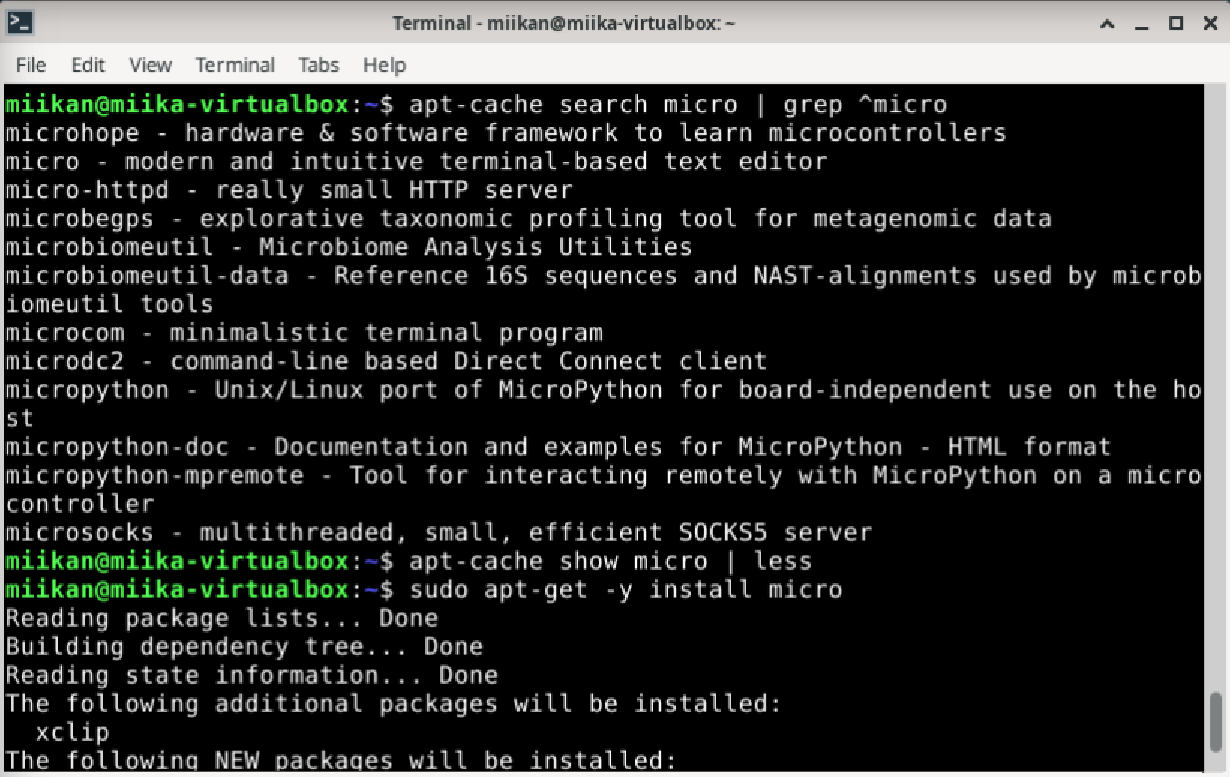 Terminal - miikan@miika-virtualbox: ~
File Edit View Terminal Tabs Help
miikan@miika-virtualbox:~$ apt-cache search micro | grep ^micro
microhope - hardware & software framework to learn microcontrollers
micro - modern and intuitive terminal-based text editor
micro-httpd - really small HTTP server
microbegps - explorative taxonomic profiling tool for metagenomic data
microbiomeutil - Microbiome Analysis Utilities
microbiomeutil-data - Reference 16S sequences and NAST-alignments used by microb
iomeutil tools
microcom - minimalistic terminal program
microdc2 - command-line based Direct Connect client
micropython - Unix/Linux port of MicroPython for board-independent use on the ho
st
micropython-doc - Documentation and examples for MicroPython - HTML format
micropython-mpremote - Tool for interacting remotely with MicroPython on a micro
controller
microsocks - multithreaded, small, efficient SOCKS5 server
miikan@miika-virtualbox:~$ apt-cache show micro | less
miikan@miika-virtualbox:~$ sudo apt-get -y install micro
Reading package lists... Done
Building dependency tree... Done
Reading state information... Done
The following additional packages will be installed:
  xclip
The following NEW packages will be installed: